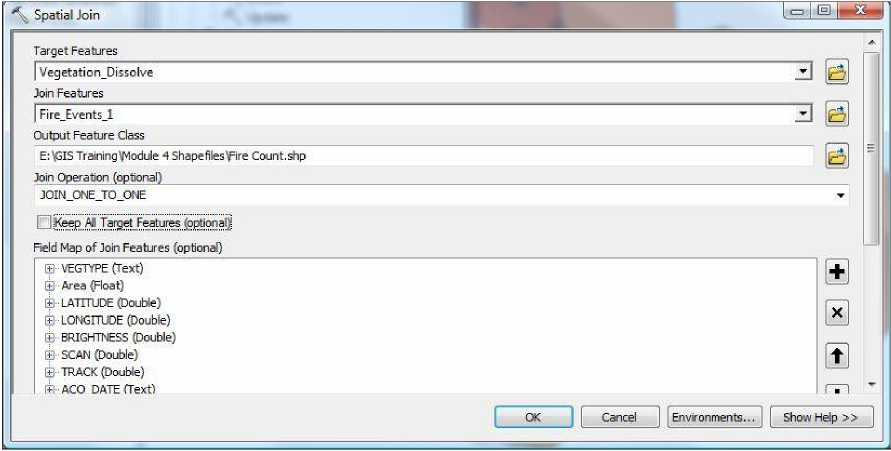 Spatial Join
Target Features
Vegetation_Dissolve
Join Features
Fire_Events_1
Output Feature Class
E:\GIS Training\Module 4 Shapefiles\Fire Count.shp
Join Operation (optional)
JOIN_ONE_TO_ONE
Keep All Target Features (optional)
Field Map of Join Features (optional)
VEGTYPE (Text)
Area (Float)
LATITUDE (Double)
LONGITUDE (Double)
BRIGHTNESS (Double)
SCAN (Double)
TRACK (Double)
ACQ_DATE (Text)
OK Cancel Environments... Show Help >>